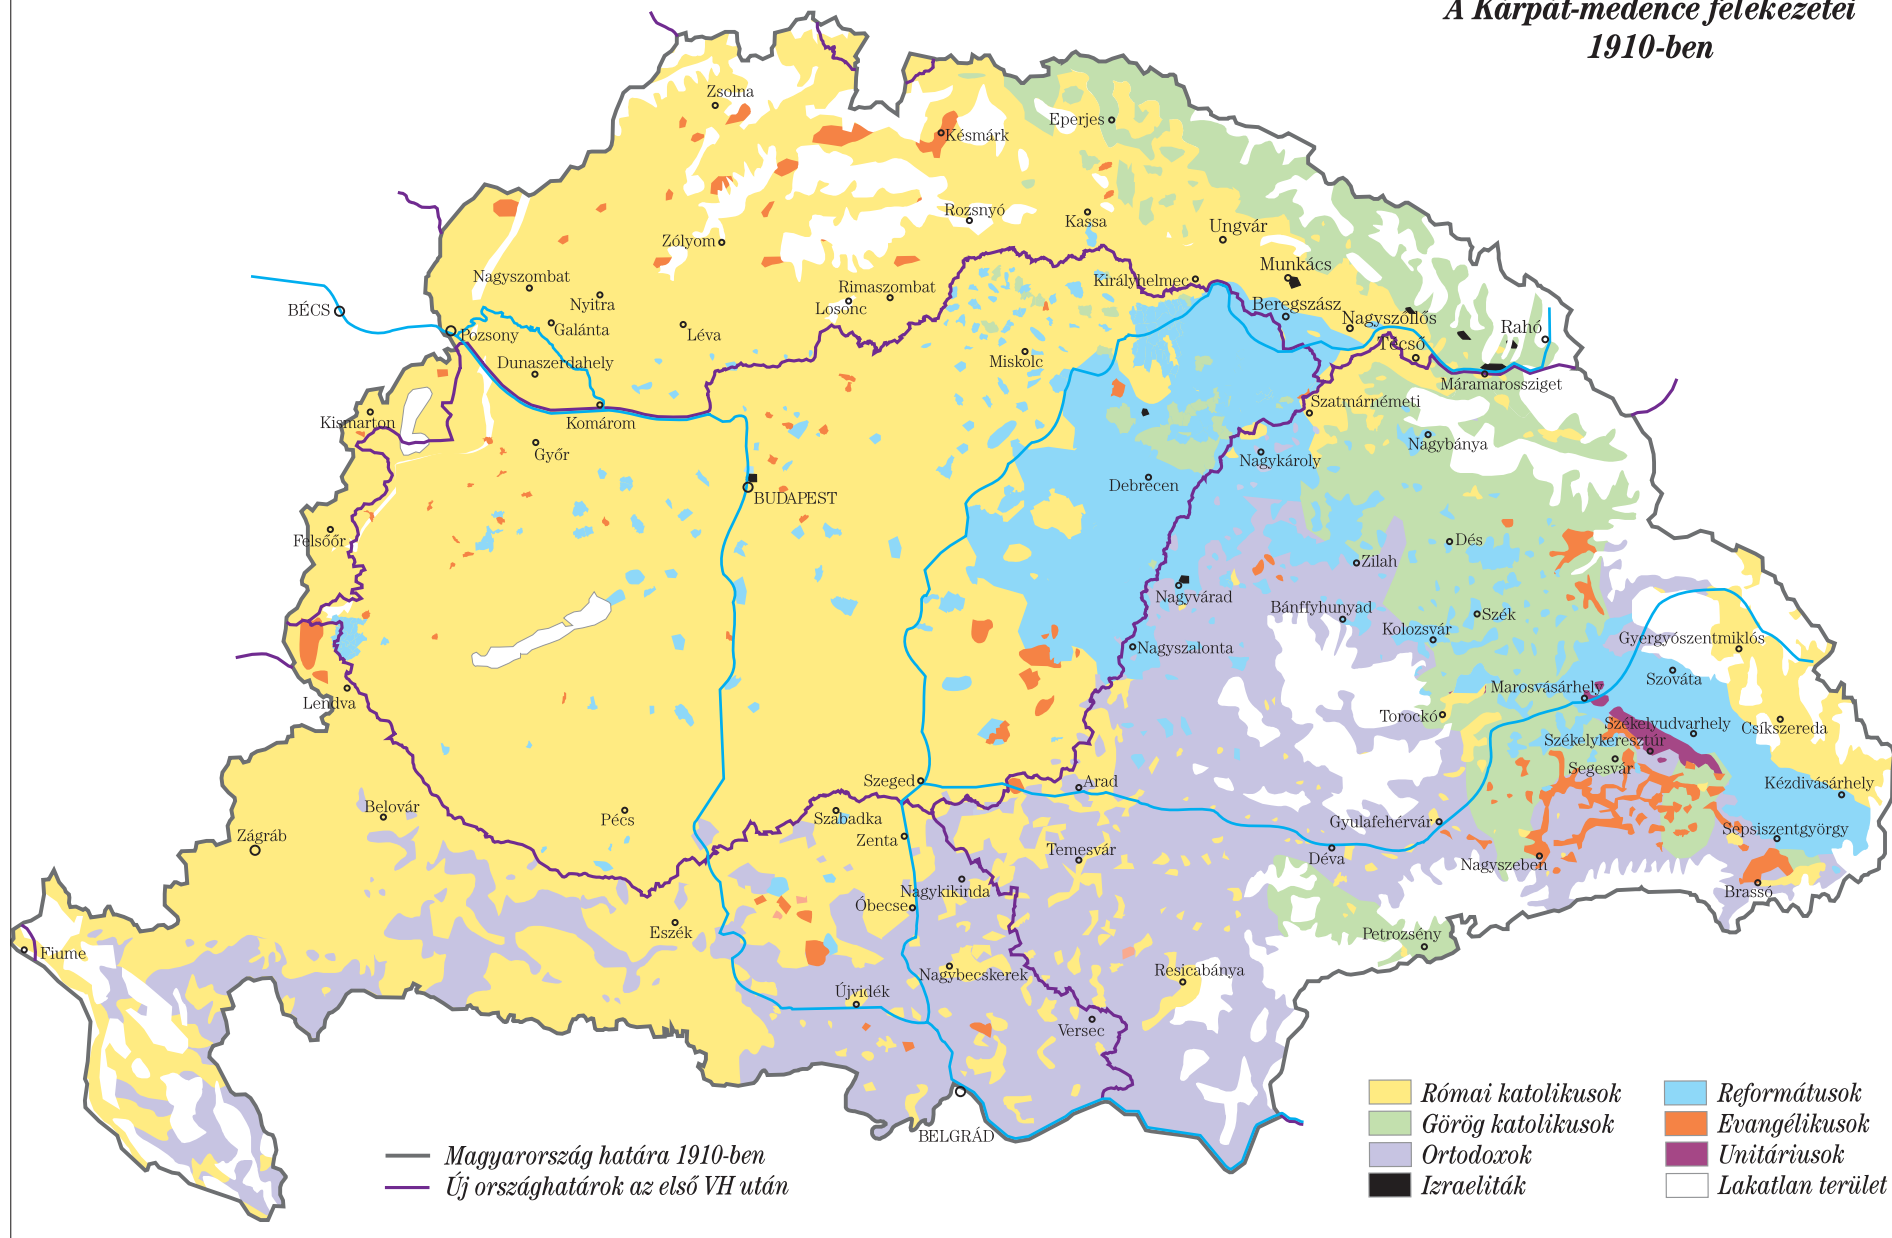 A Kárpát-medence felekezetei
1910-ben
Zsolna
Késmárk
Eperjes
Rozsnyó
Kassa
Ungvár
Zólyom
Munkács
Nagyszombat
Nyitra
Rimaszombat
Losonc
Királyhelmec
Beregszász
BÉCS
Pozsony
Galánta
Léva
Nagyszőllős
Rahó
Técső
Dunaszerdahely
Miskolc
Máramarossziget
Kismarton
Komárom
Szatmárnémeti
Győr
Nagybánya
Nagykároly
BUDAPEST
Debrecen
Felsőőr
Dés
Zilah
Nagyvárad
Bánffyhunyad
Szék
Kolozsvár
Gyergyószentmiklós
Nagyszalonta
Szováta
Lendva
Marosvásárhely
Torockó
Székelyudvarhely
Csíkszereda
Székelykeresztúr
Segesvár
Szeged
Arad
Kézdivásárhely
Belovár
Pécs
Szabadka
Gyulafehérvár
Sepsiszentgyörgy
Zágráb
Zenta
Temesvár
Déva
Nagyszeben
Nagykikinda
Brassó
Óbecse
Eszék
Petrozsény
Fiume
Nagybecskerek
Resicabánya
Újvidék
Versec
BELGRÁD
Magyarország határa 1910-ben
Új országhatárok az első VH után
Római katolikusok
Görög katolikusok
Ortodoxok
Izraeliták
Reformátusok
Evangélikusok
Unitáriusok
Lakatlan terület